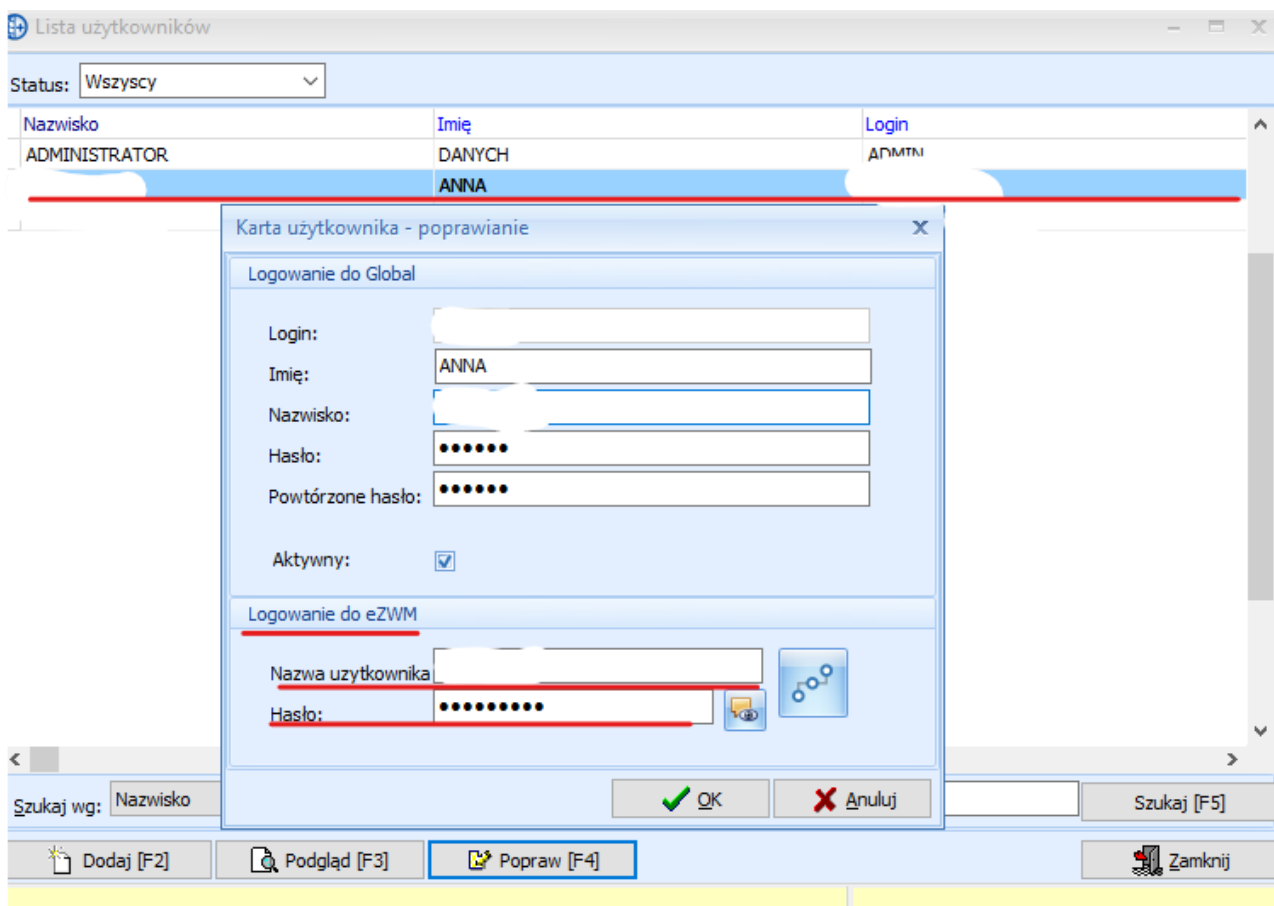 Lista użytkowników
Status: Wszyscy
Nazwisko Imię Login
ADMINISTRATOR DANYCH ADMIN
ANNA
Karta użytkownika - poprawianie
Logowanie do Global
Login:
Imię: ANNA
Nazwisko:
Hasło: ••••••
Powtórzone hasło: ••••••
Aktywny:
Logowanie do eZWM
Nazwa uzytkownika
Hasło: •••••••••
OK Anuluj
Szukaj wg: Nazwisko Szukaj [F5]
Dodaj [F2] Podgląd [F3] Popraw [F4] Zamknij